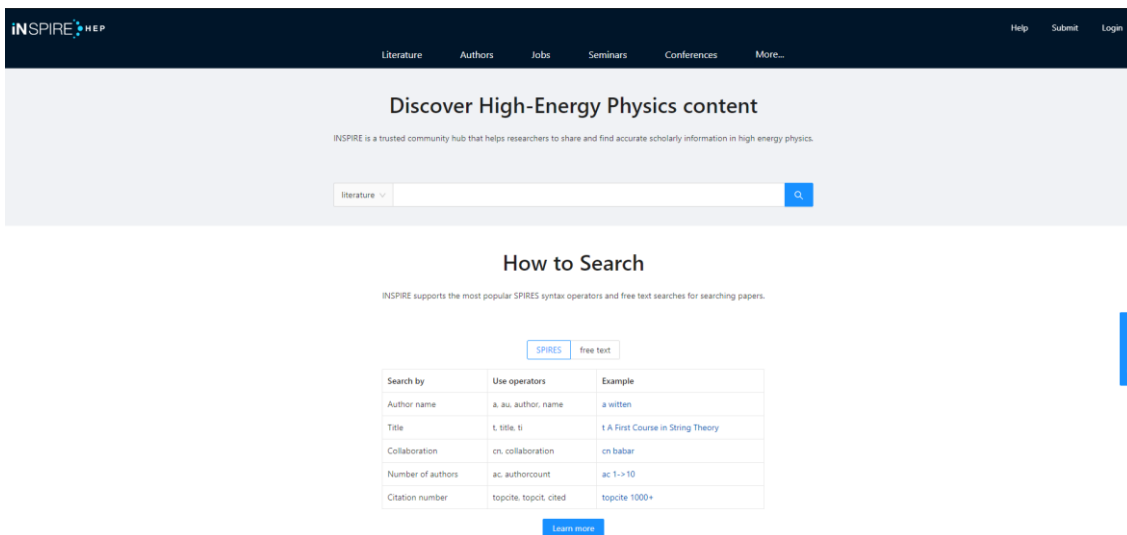 iNSPIRE HEP
Help Submit Login
Literature Authors Jobs Seminars Conferences More...
Discover High-Energy Physics content
INSPIRE is a trusted community hub that helps researchers to share and find accurate scholarly information in high energy physics.
literature
How to Search
INSPIRE supports the most popular SPIRES syntax operators and free text searches for searching papers.
SPIRES free text
Search by Use operators Example
Author name a, au, author, name a witten
Title t, title, ti t A First Course in String Theory
Collaboration cn, collaboration cn babar
Number of authors ac, authorcount ac 1->10
Citation number topcite, topcit, cited topcite 1000+
Learn more